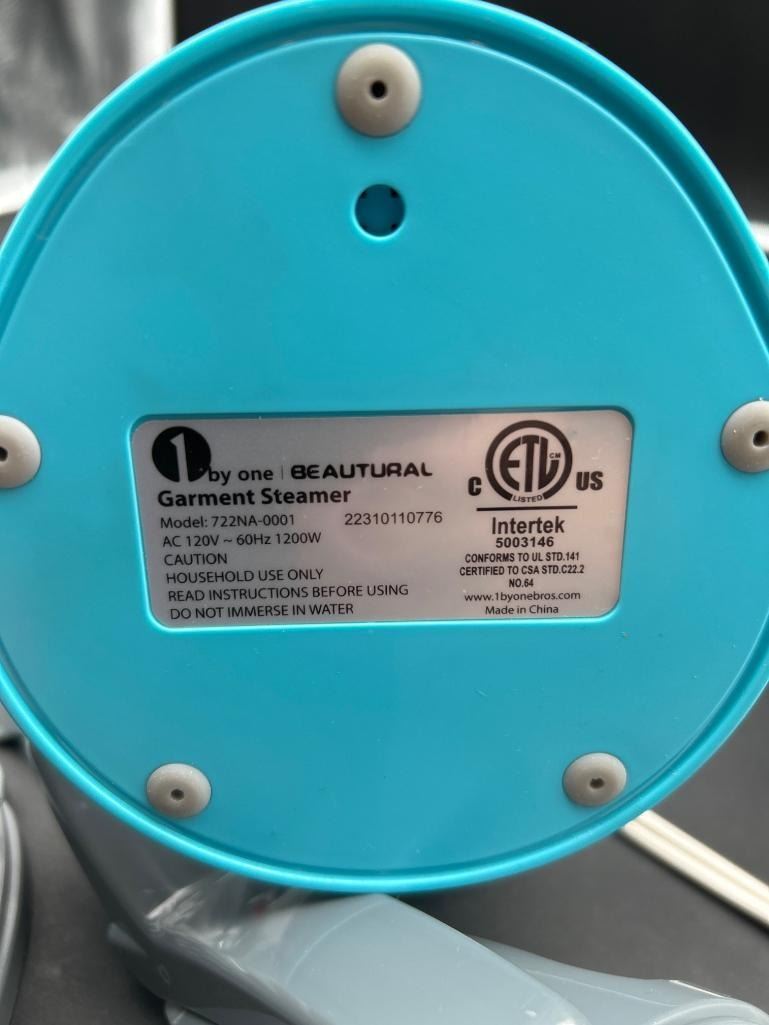 1 by one | BEAUTURAL
Garment Steamer
Model: 722NA-0001 22310110776
AC 120V ~ 60Hz 1200W
CAUTION
HOUSEHOLD USE ONLY
READ INSTRUCTIONS BEFORE USING
DO NOT IMMERSE IN WATER
ETL CM
LISTED
C US
Intertek
5003146
CONFORMS TO UL STD.141
CERTIFIED TO CSA STD.C22.2
NO.64
www.1byonebros.com
Made in China